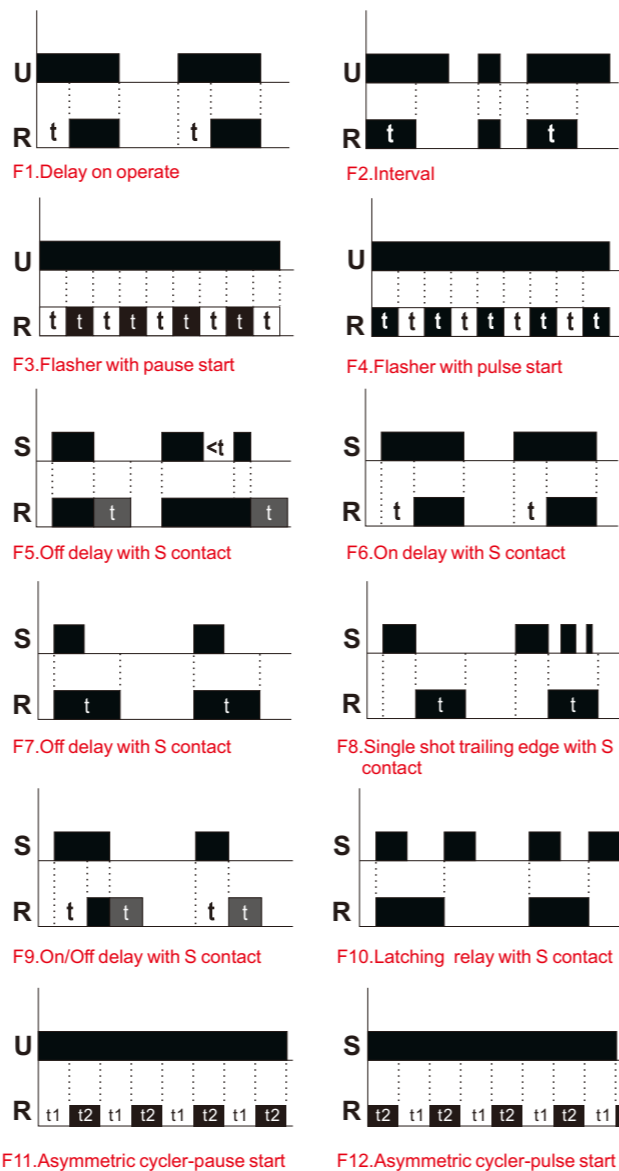 U
R t t
F1.Delay on operate
U
R t t
F2.Interval
U
R t t t t t t t t t
F3.Flasher with pause start
U
R t t t t t t t t t
F4.Flasher with pulse start
S <t
R t t
F5.Off delay with S contact
S
R t t
F6.On delay with S contact
S
R t t
F7.Off delay with S contact
S
R t t
F8.Single shot trailing edge with S
contact
S
R t t t t
F9.On/Off delay with S contact
S
R
F10.Latching relay with S contact
U
R t1 t2 t1 t2 t1 t2 t1 t2
F11.Asymmetric cycler-pause start
S
R t2 t1 t2 t1 t2 t1 t2 t1
F12.Asymmetric cycler-pulse start